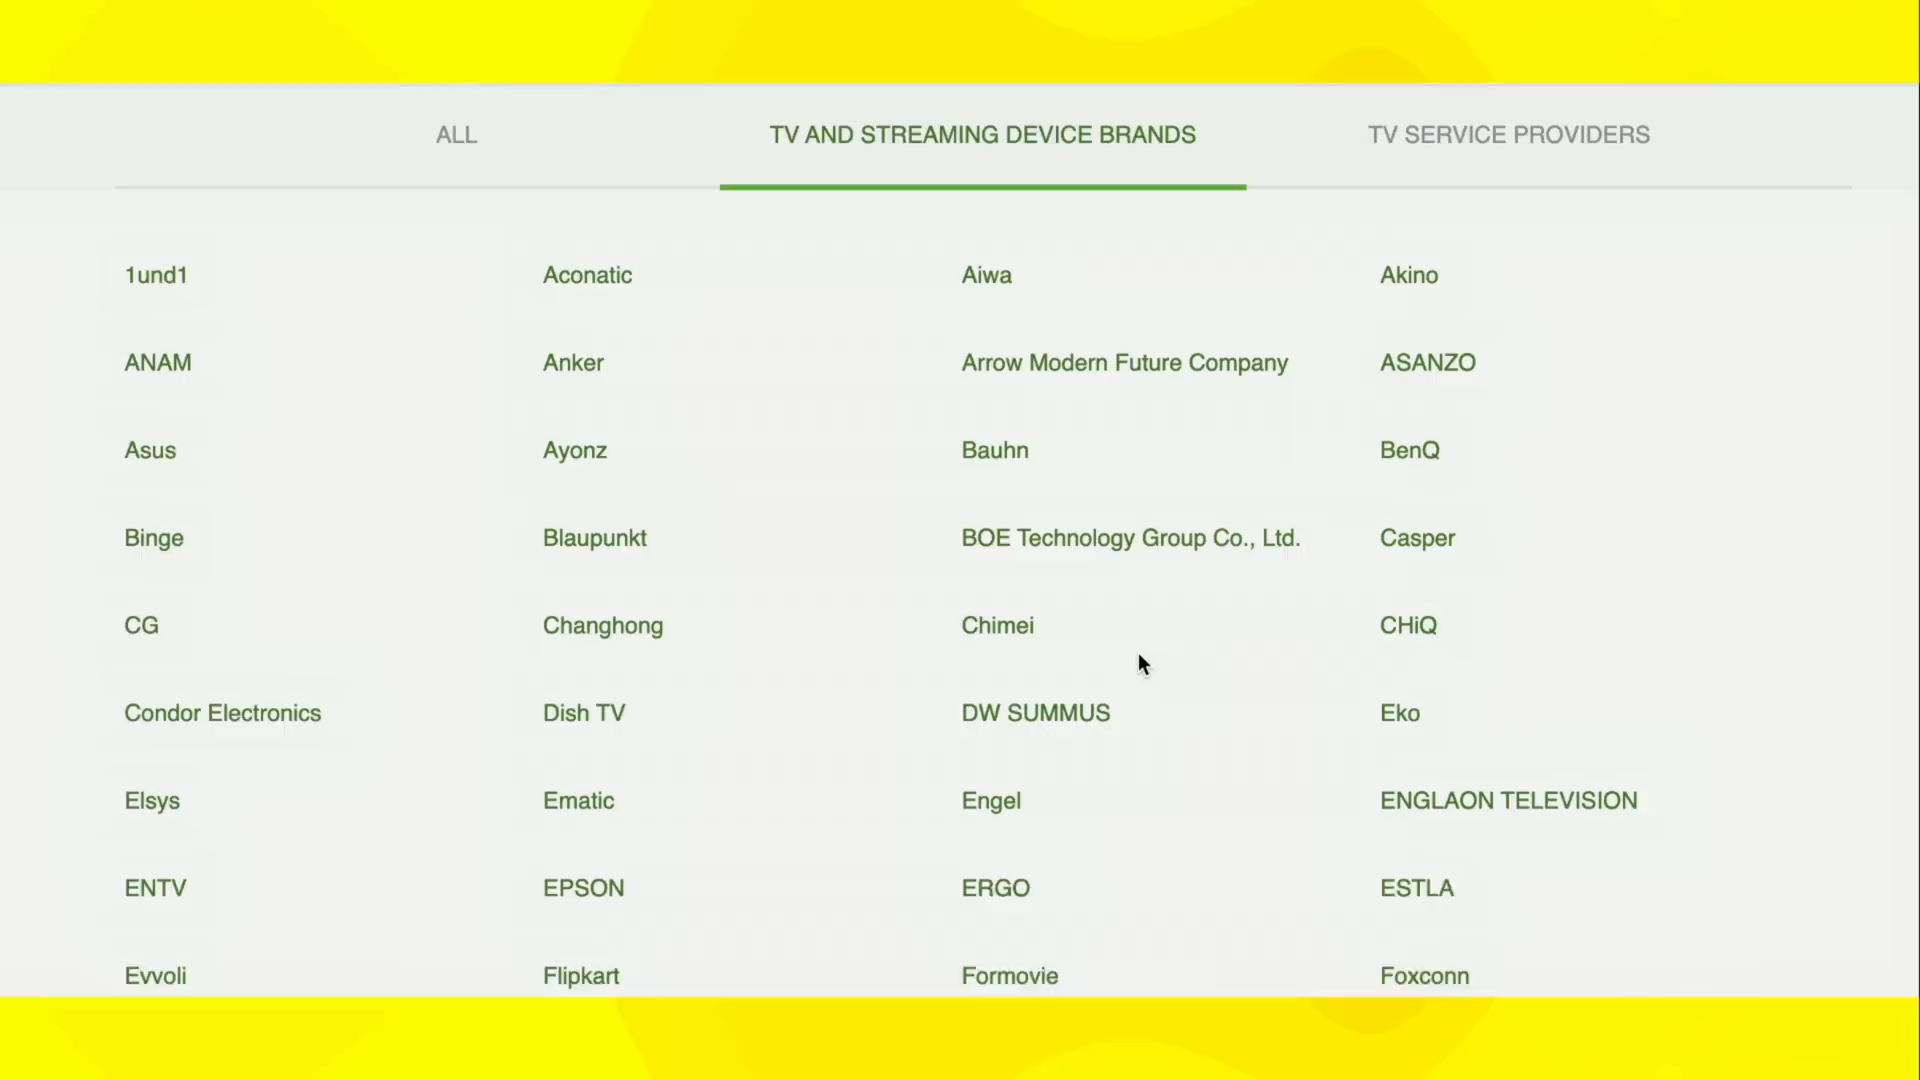 ALL TV AND STREAMING DEVICE BRANDS TV SERVICE PROVIDERS
1und1 Aconatic Aiwa Akino
ANAM Anker Arrow Modern Future Company ASANZO
Asus Ayonz Bauhn BenQ
Binge Blaupunkt BOE Technology Group Co., Ltd. Casper
CG Changhong Chimei CHiQ
Condor Electronics Dish TV DW SUMMUS Eko
Elsys Ematic Engel ENGLAON TELEVISION
ENTV EPSON ERGO ESTLA
Evvoli Flipkart Formovie Foxconn